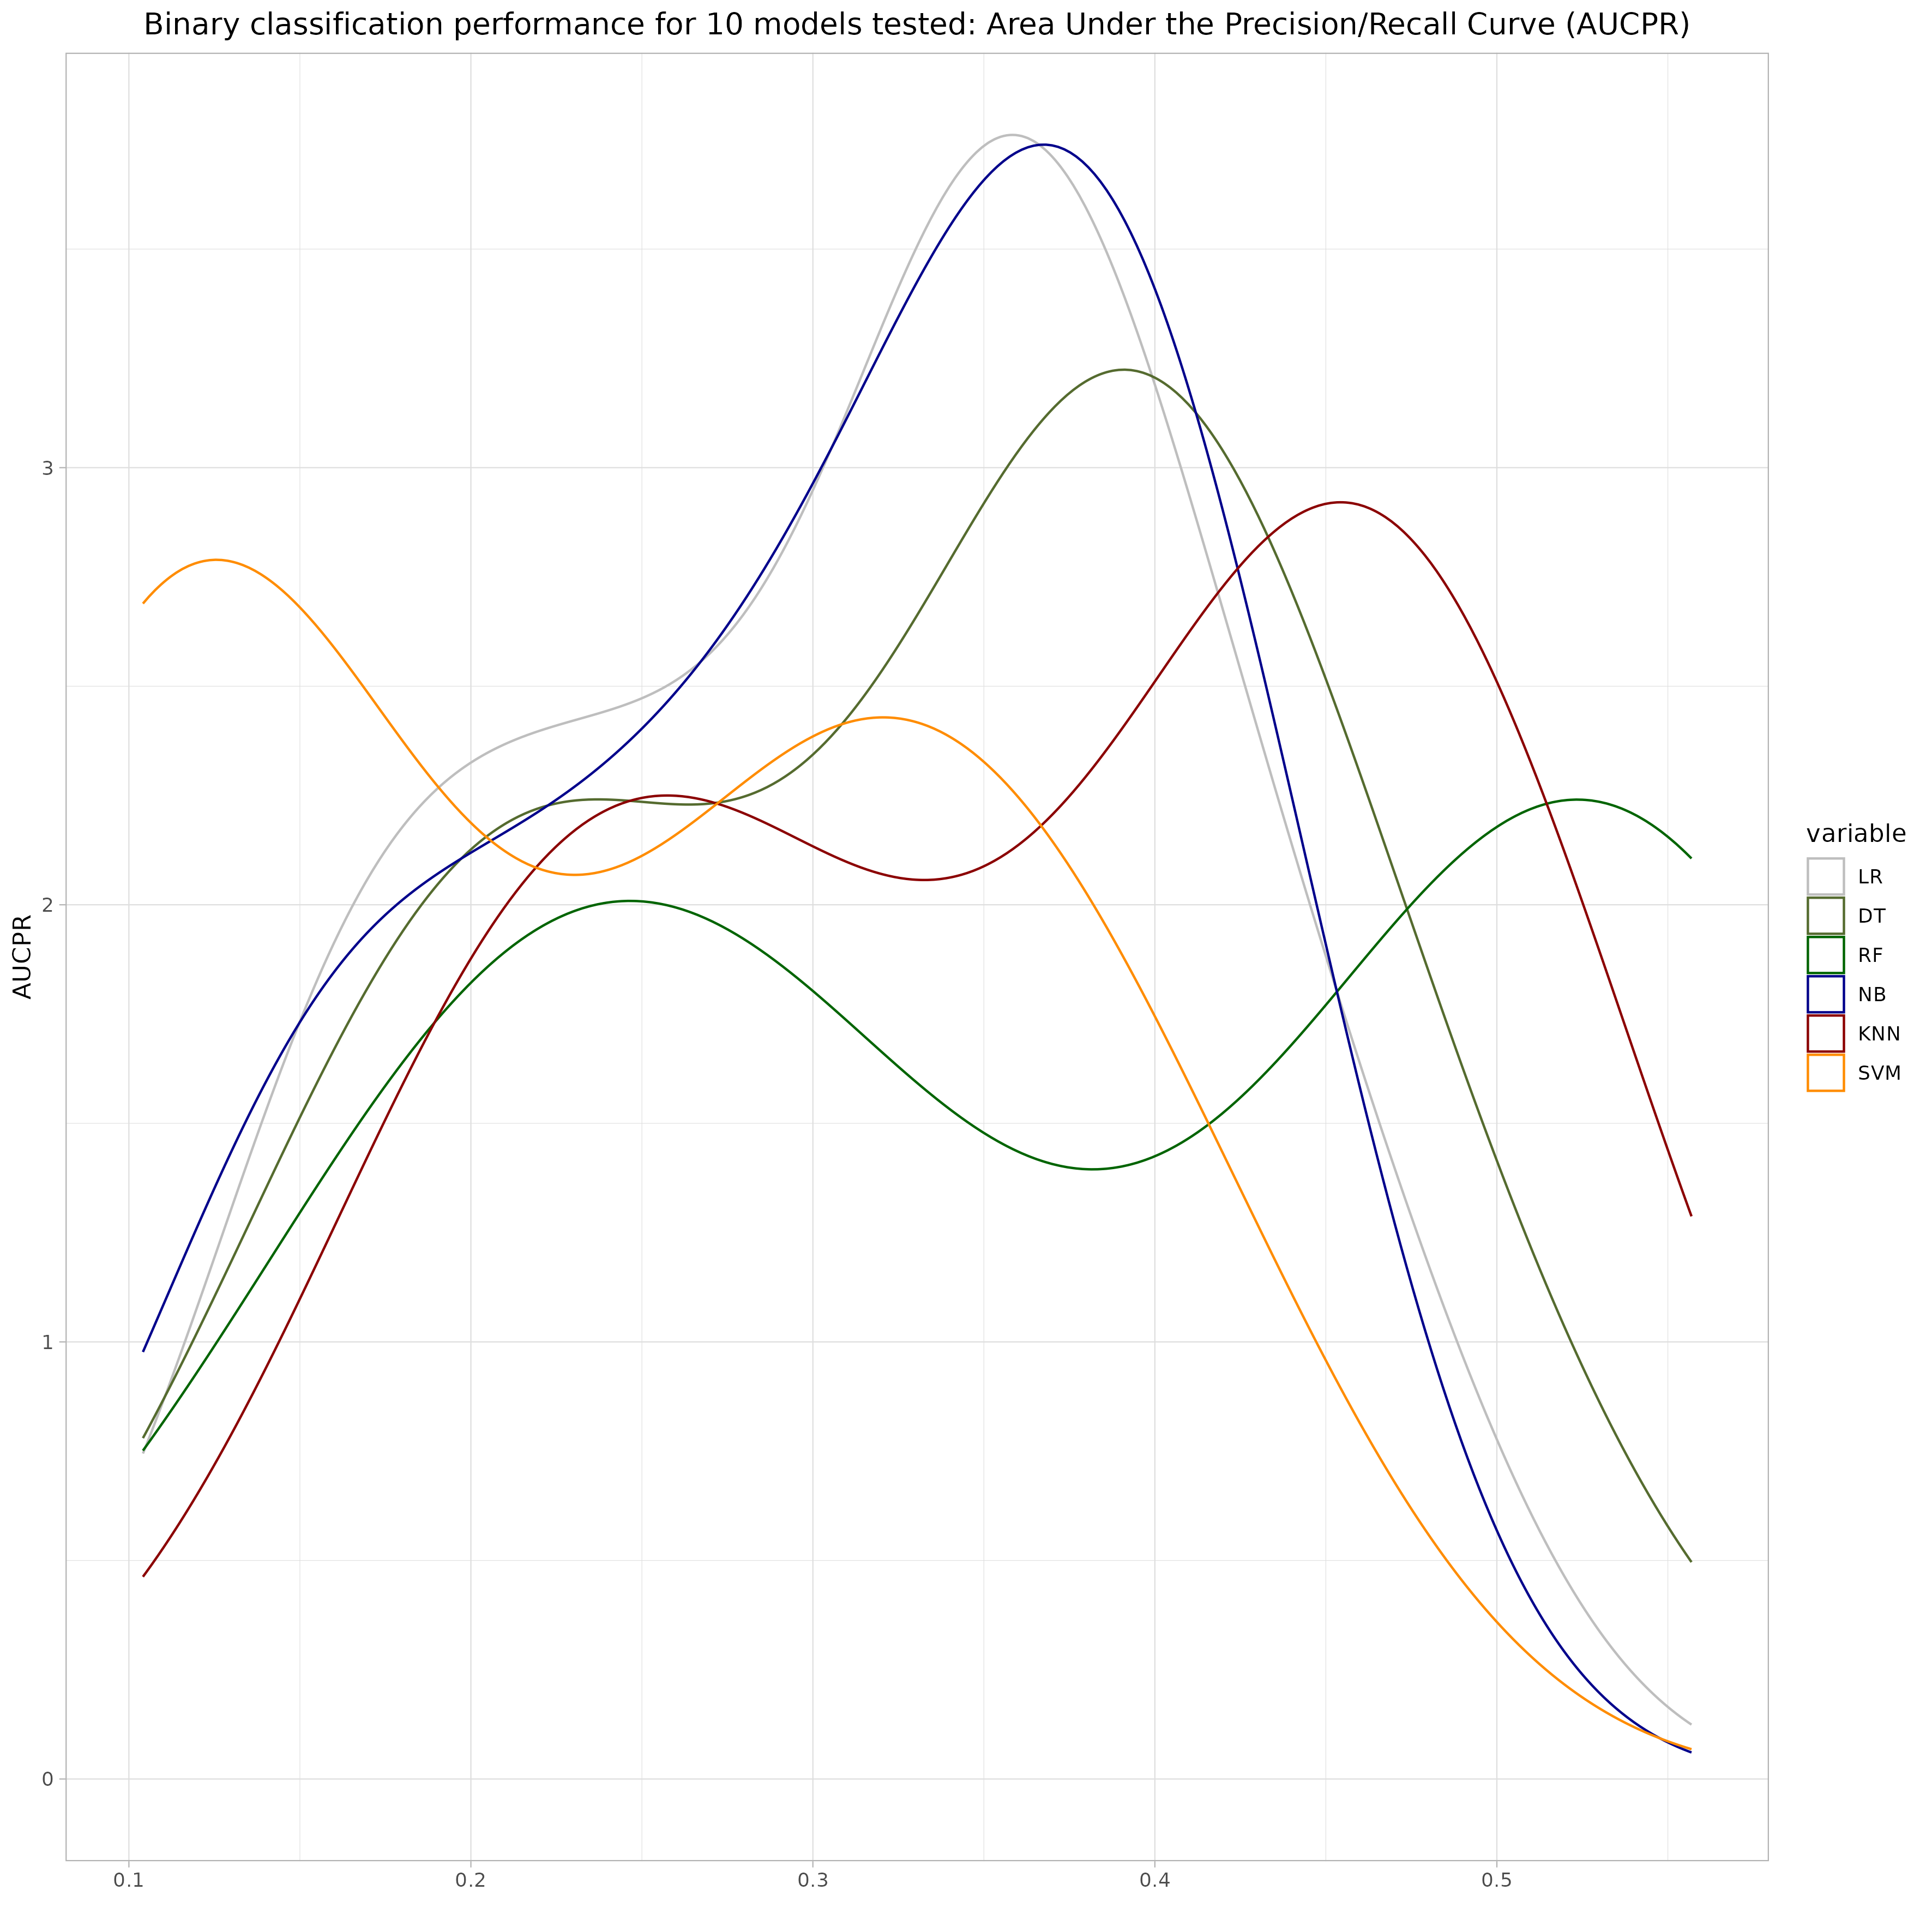 Binary classification performance for 10 models tested: Area Under the Precision/Recall Curve (AUCPR)
3
2
1
0
AUCPR
0.1 0.2 0.3 0.4 0.5
variable
LR
DT
RF
NB
KNN
SVM